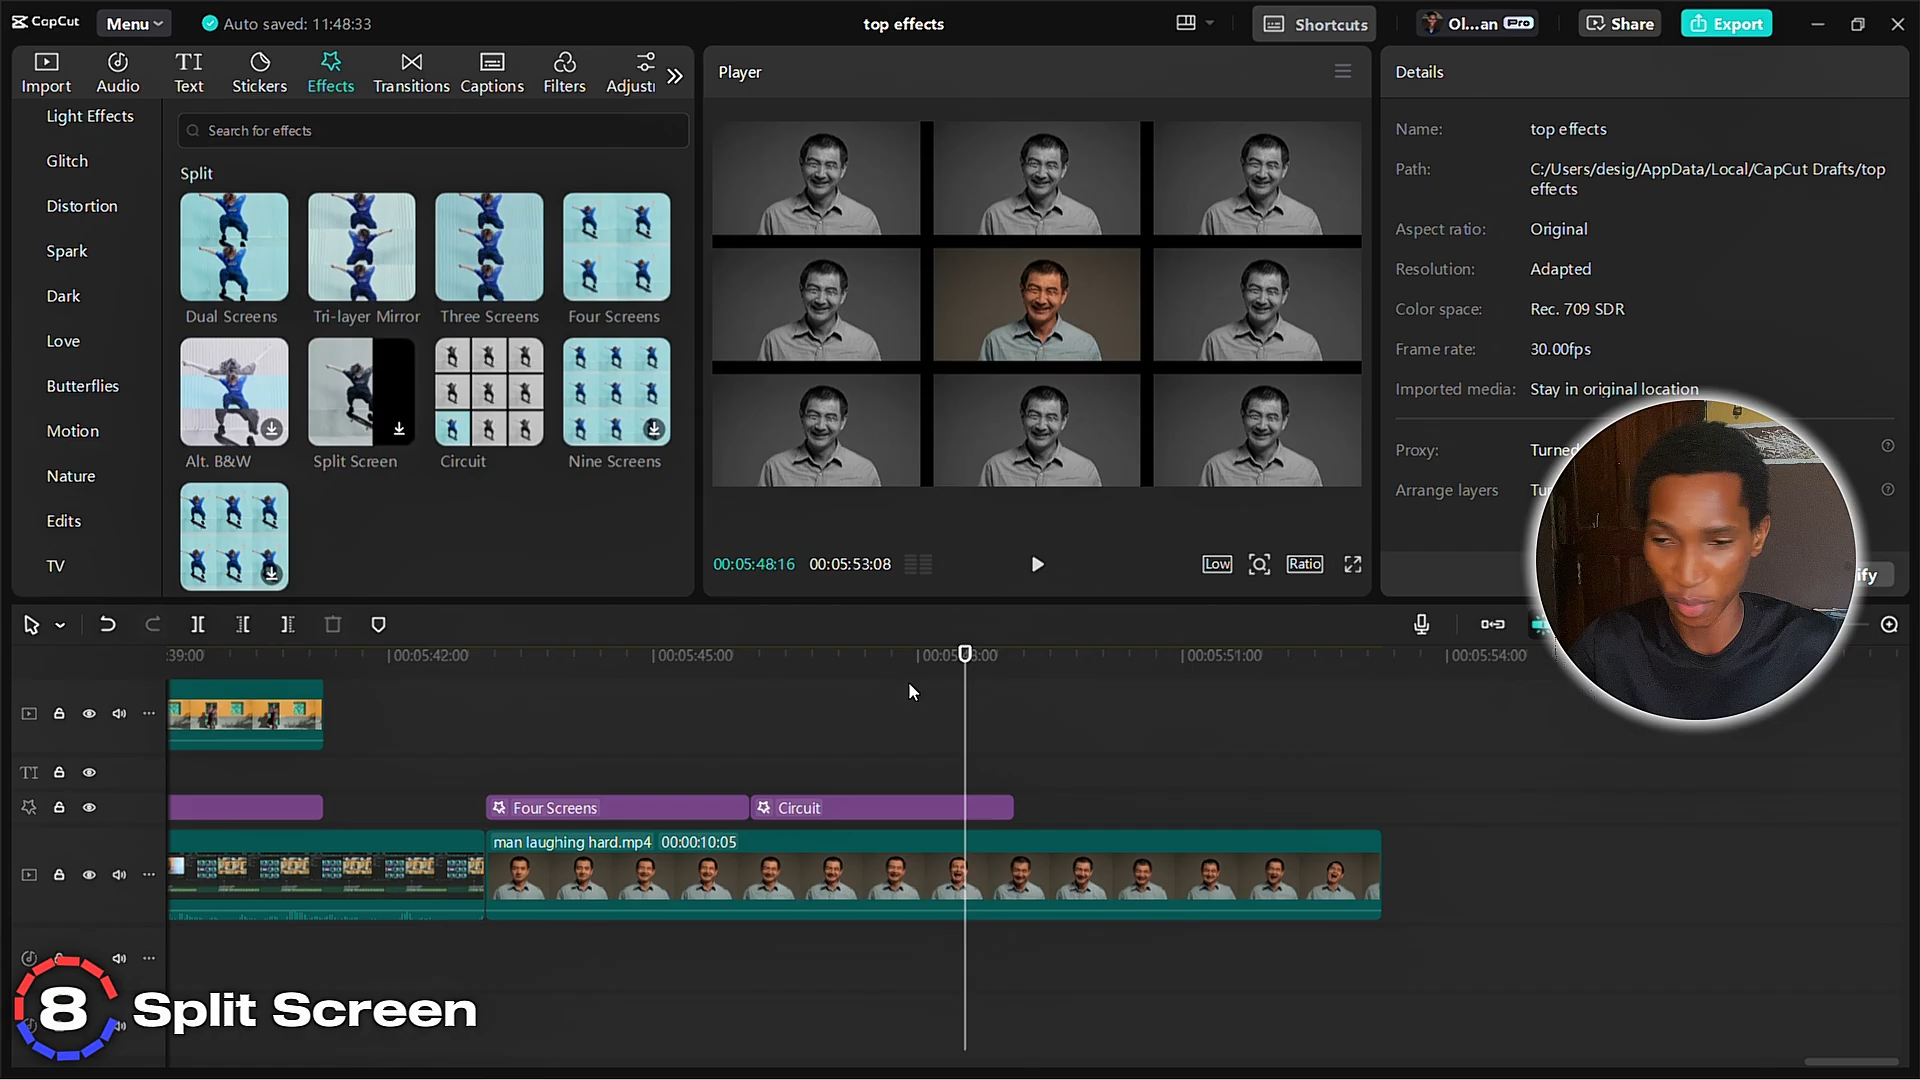 CapCut
Menu
Auto saved: 11:48:33
top effects
Shortcuts
Ol...an
Pro
Share
Export
Import
Audio
Text
Stickers
Effects
Transitions
Captions
Filters
Adjust
Light Effects
Glitch
Distortion
Spark
Dark
Love
Butterflies
Motion
Nature
Edits
TV
Search for effects
Split
Dual Screens
Tri-layer Mirror
Three Screens
Four Screens
Alt. B&W
Split Screen
Circuit
Nine Screens
Player
00:05:48:16
00:05:53:08
Low
Ratio
Details
Name:
top effects
Path:
C:/Users/desig/AppData/Local/CapCut Drafts/top
effects
Aspect ratio:
Original
Resolution:
Adapted
Color space:
Rec. 709 SDR
Frame rate:
30.00fps
Imported media:
Stay in original location
Proxy:
Turned
Arrange layers
Tur
ify
:39:00
00:05:42:00
00:05:45:00
00:05:48:00
00:05:51:00
00:05:54:00
TI
Four Screens
Circuit
man laughing hard.mp4 00:00:10:05
8
Split Screen